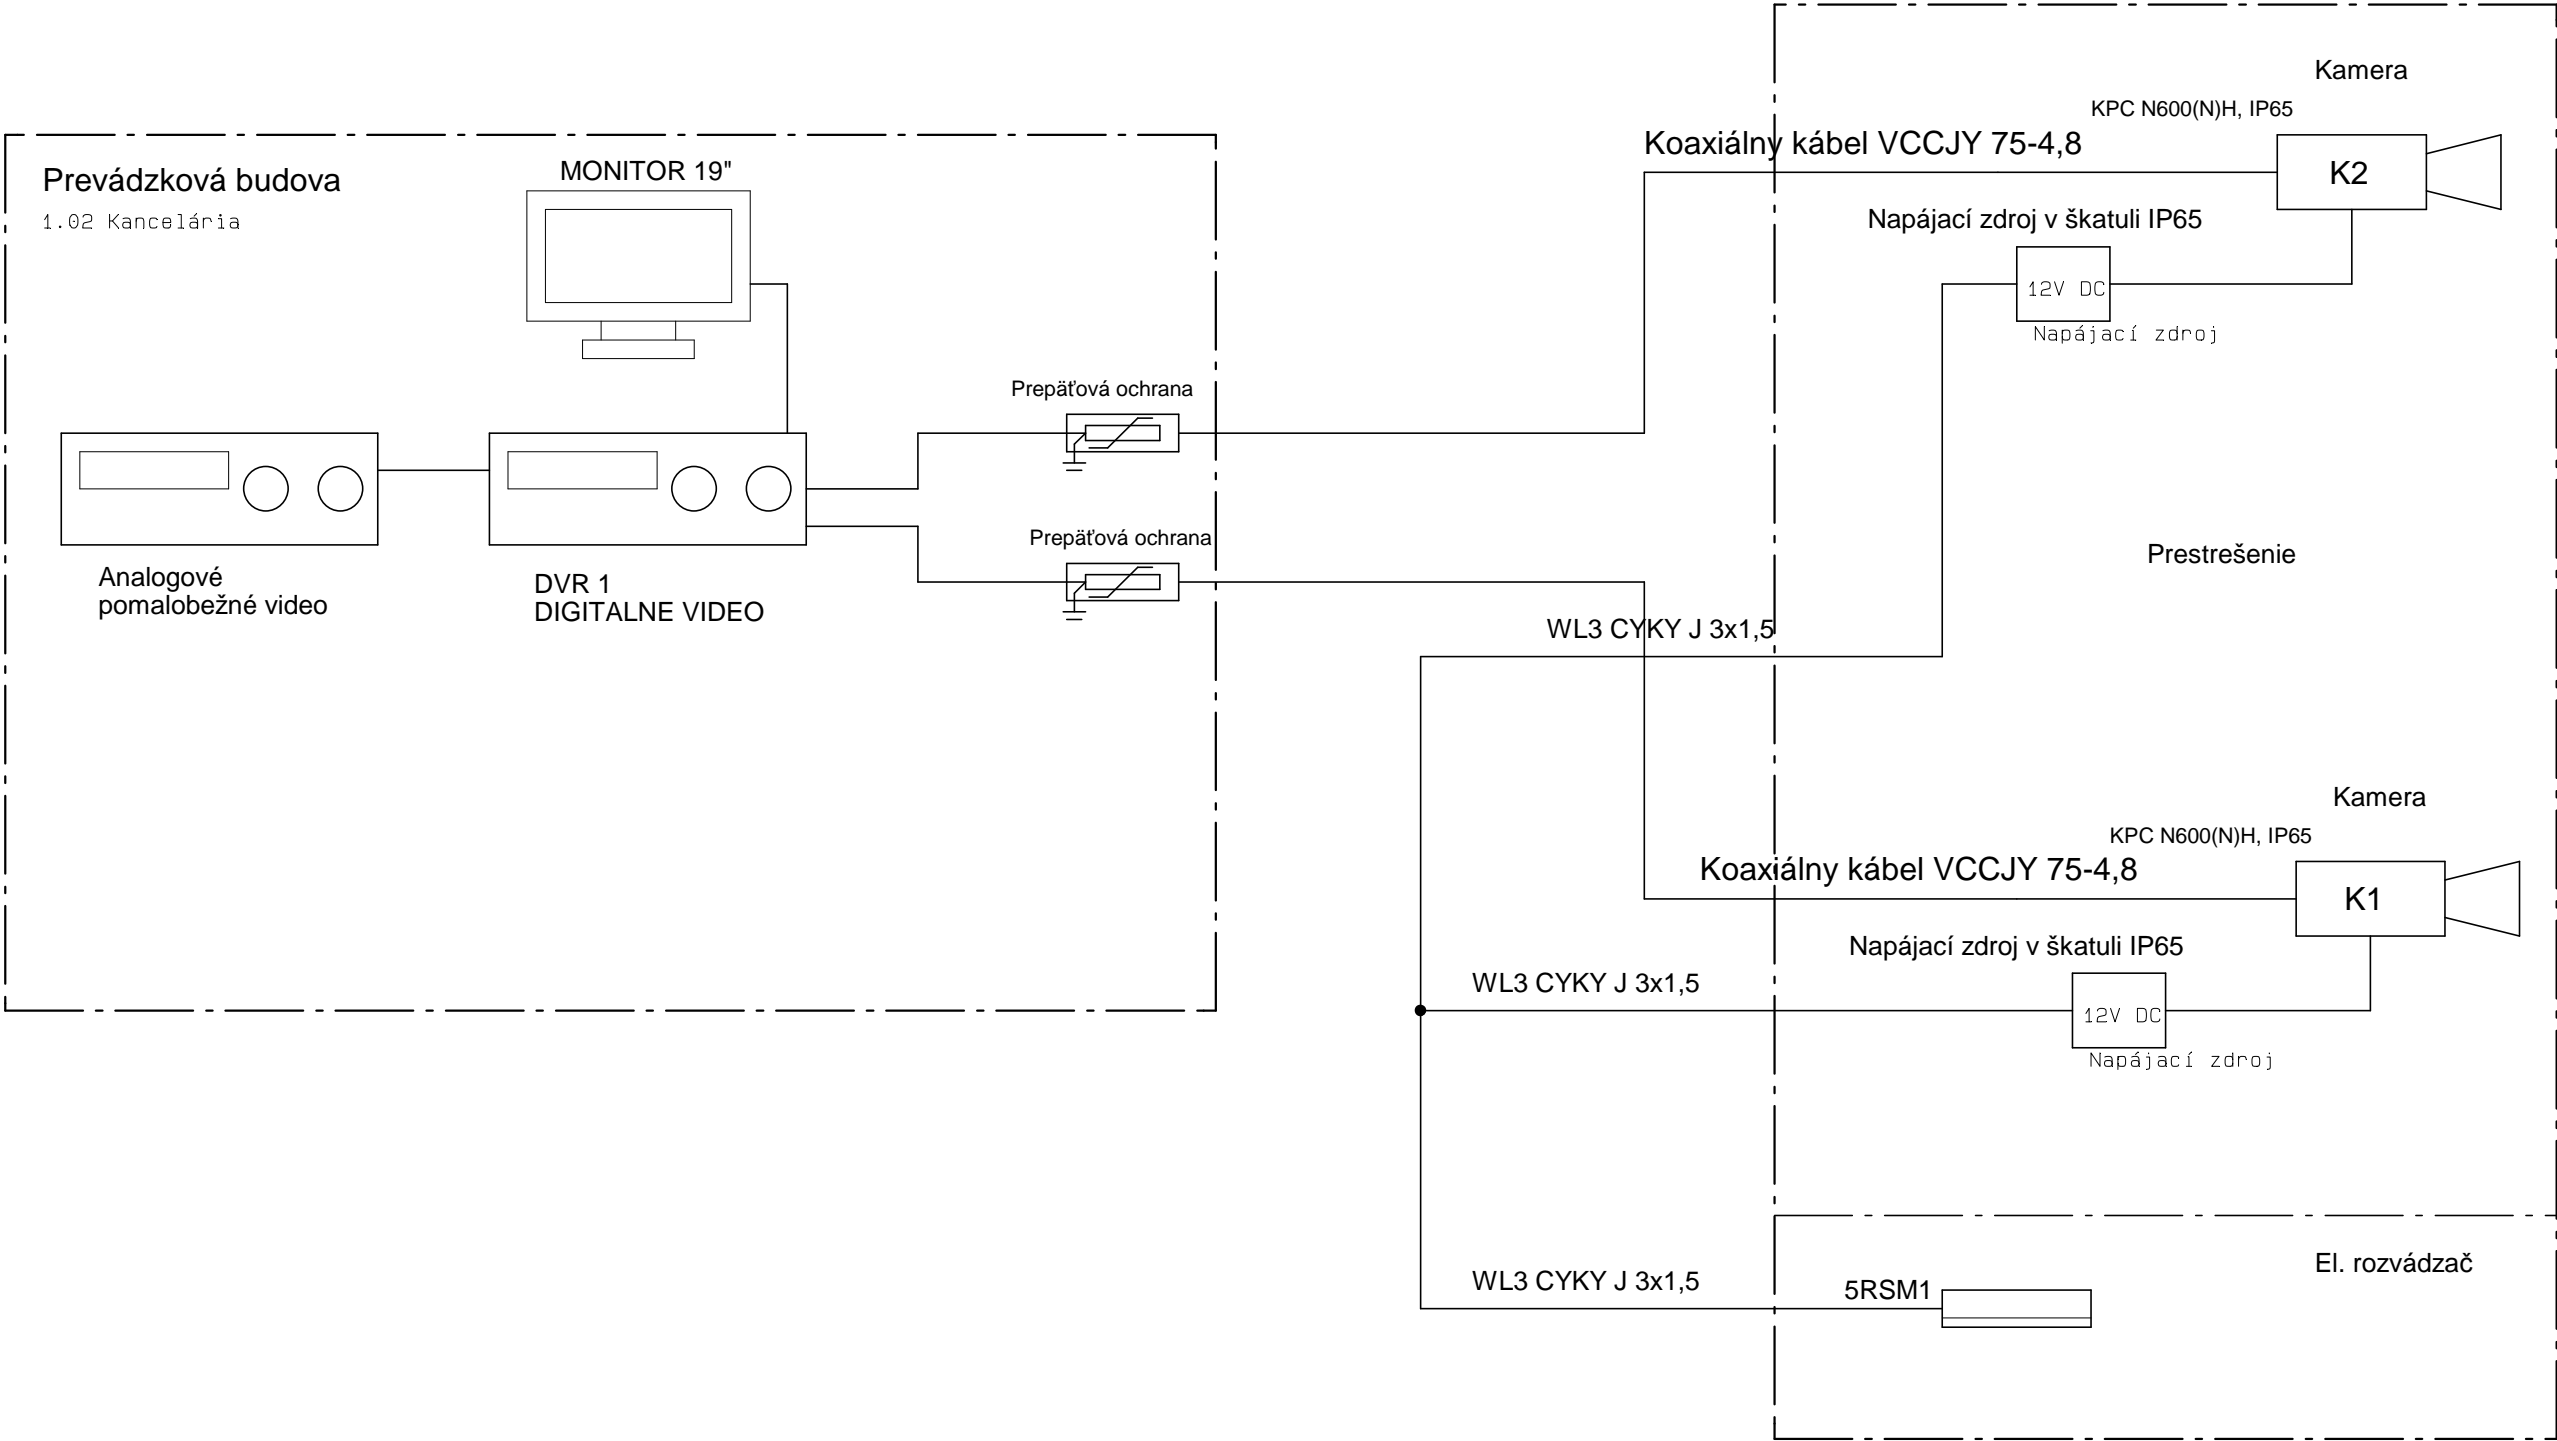 Prevádzková budova
1.02 Kancelária
MONITOR 19"
Analogové
pomalobežné video
DVR 1
DIGITALNE VIDEO
Prepäťová ochrana
Prepäťová ochrana
Kamera
KPC N600(N)H, IP65
Koaxiálny kábel VCCJY 75-4,8
K2
Napájací zdroj v škatuli IP65
12V DC
Napájací zdroj
Prestrešenie
WL3 CYKY J 3x1,5
Kamera
KPC N600(N)H, IP65
Koaxiálny kábel VCCJY 75-4,8
K1
Napájací zdroj v škatuli IP65
WL3 CYKY J 3x1,5
12V DC
Napájací zdroj
El. rozvádzač
WL3 CYKY J 3x1,5
5RSM1